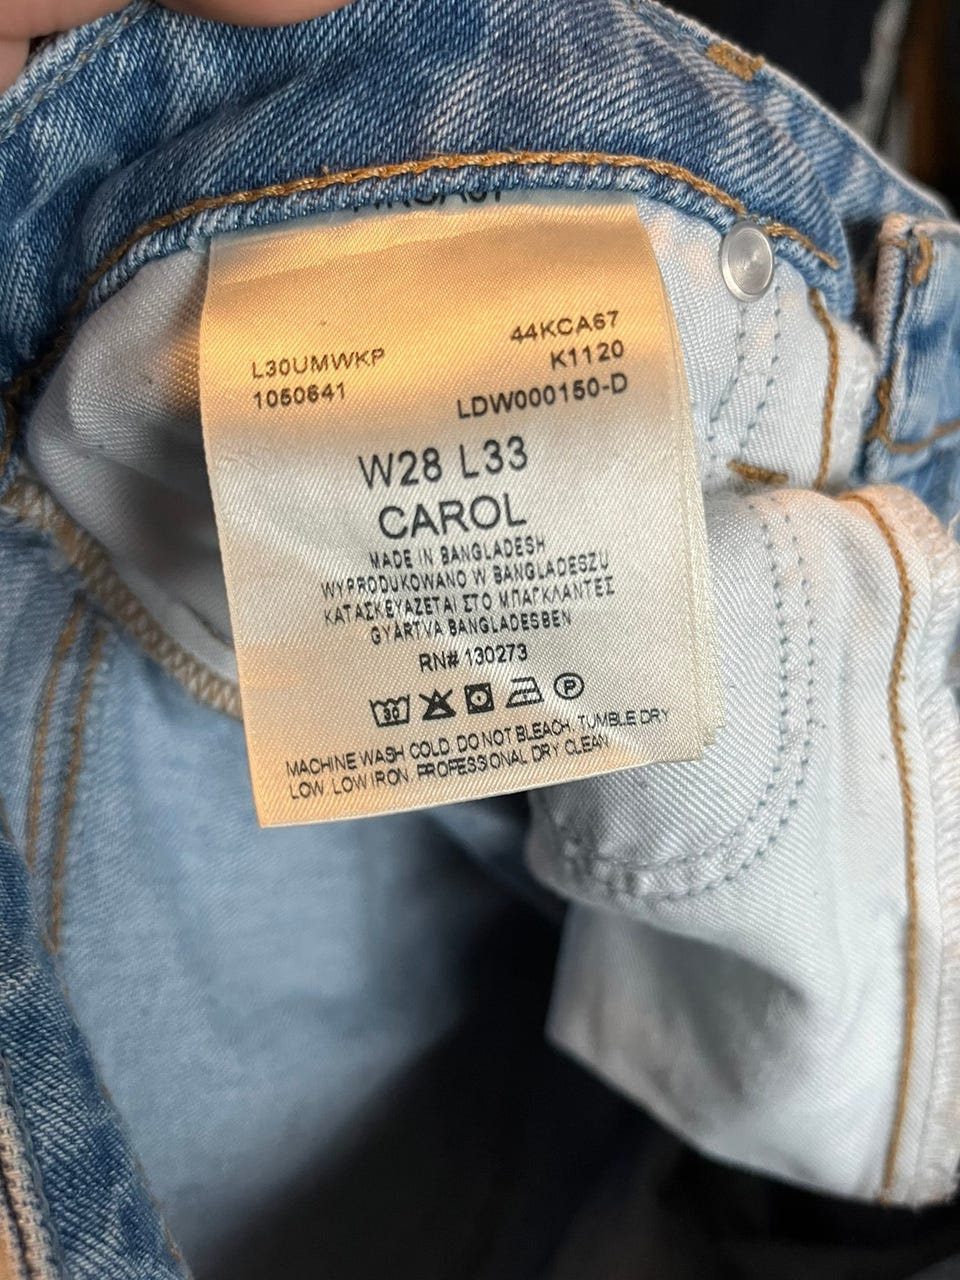 L30UMWKP
1050641
44KCA67
K1120
LDW000150-D
W28 L33
CAROL
MADE IN BANGLADESH
WYPRODUKOWANO W BANGLADESZU
ΚΑΤΑΣΚΕΥΑΖΕΤΑΙ ΣΤΟ ΜΠΑΓΚΛΑΝΤΕΣ
GYÁRTVA BANGLADESBEN
RN# 130273
30 P
MACHINE WASH COLD. DO NOT BLEACH. TUMBLE DRY
LOW. LOW IRON. PROFESSIONAL DRY CLEAN